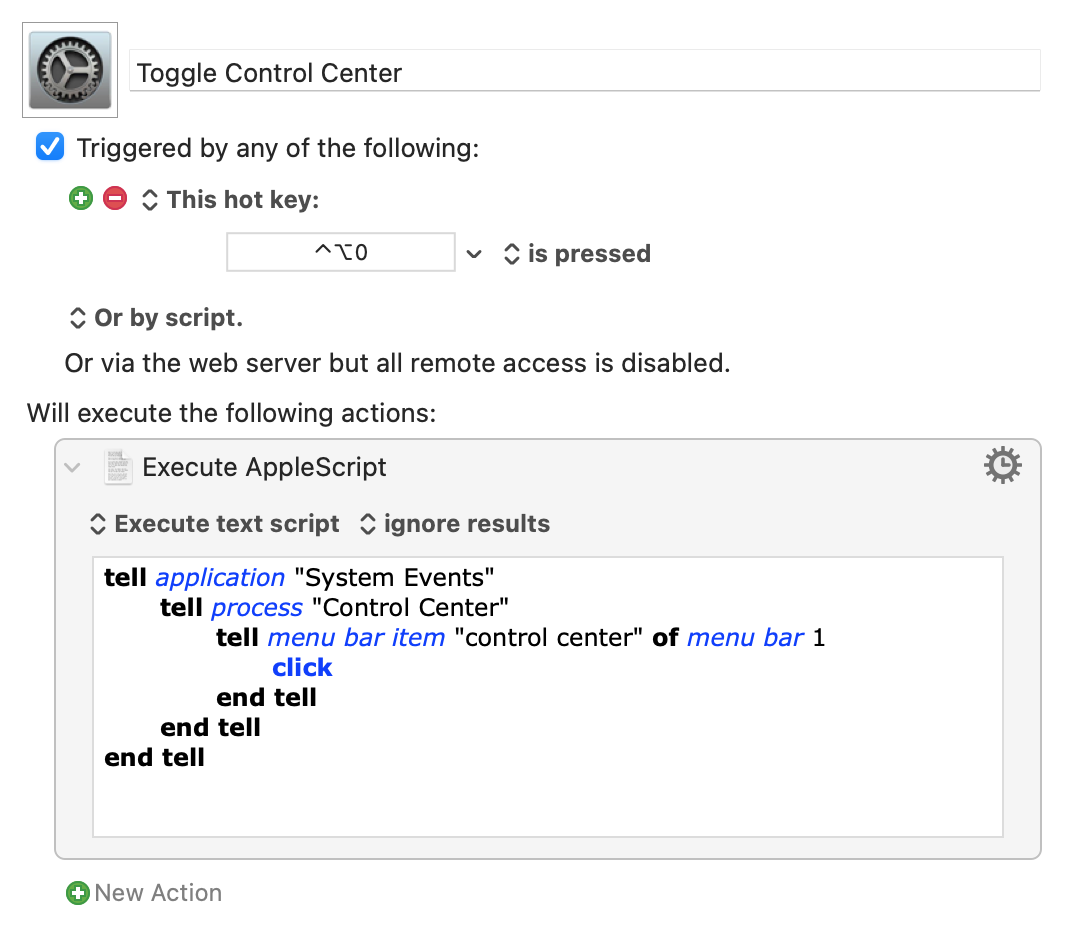 Toggle Control Center
Triggered by any of the following:
This hot key:
^⌥0
is pressed
Or by script.
Or via the web server but all remote access is disabled.
Will execute the following actions:
Execute AppleScript
Execute text script ignore results
tell application "System Events"
tell process "Control Center"
tell menu bar item "control center" of menu bar 1
click
end tell
end tell
end tell
New Action